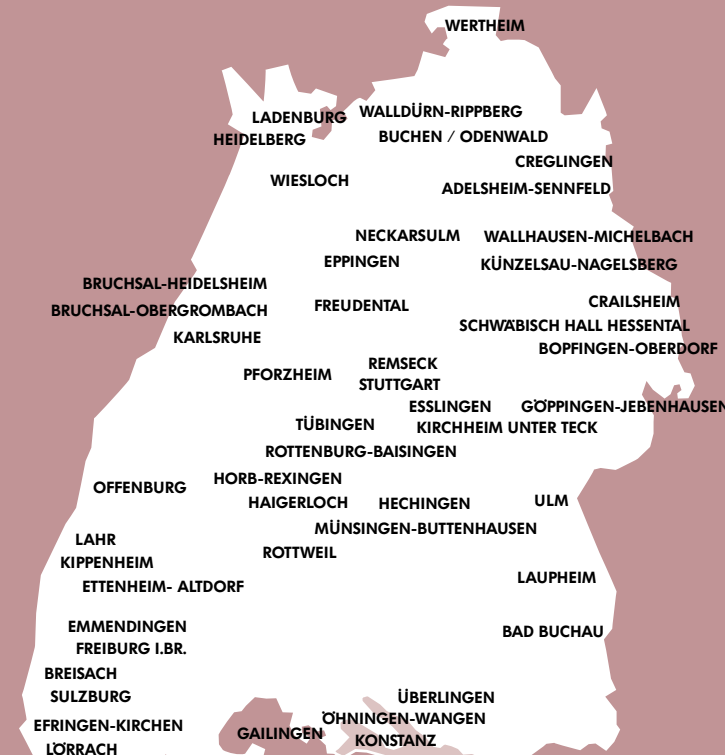 WERTHEIM
LADENBURG
WALLDÜRN-RIPPBERG
HEIDELBERG
BUCHEN / ODENWALD
CREGLINGEN
WIESLOCH
ADELSHEIM-SENNFELD
NECKARSULM
WALLHAUSEN-MICHELBACH
EPPINGEN
KÜNZELSAU-NAGELSBERG
BRUCHSAL-HEIDELSHEIM
CRAILSHEIM
BRUCHSAL-OBERGROMBACH
FREUDENTAL
SCHWÄBISCH HALL HESSENTAL
KARLSRUHE
BOPFINGEN-OBERDORF
REMSECK
PFORZHEIM
STUTTGART
ESSLINGEN
GÖPPINGEN-JEBENHAUSEN
TÜBINGEN
KIRCHHEIM UNTER TECK
ROTTENBURG-BAISINGEN
HORB-REXINGEN
OFFENBURG
HAIGERLOCH
HECHINGEN
ULM
MÜNSINGEN-BUTTENHAUSEN
LAHR
ROTTWEIL
KIPPENHEIM
LAUPHEIM
ETTENHEIM- ALTDORF
EMMENDINGEN
BAD BUCHAU
FREIBURG I.BR.
BREISACH
SULZBURG
ÜBERLINGEN
ÖHNINGEN-WANGEN
EFRINGEN-KIRCHEN
GAILINGEN
KONSTANZ
LÖRRACH